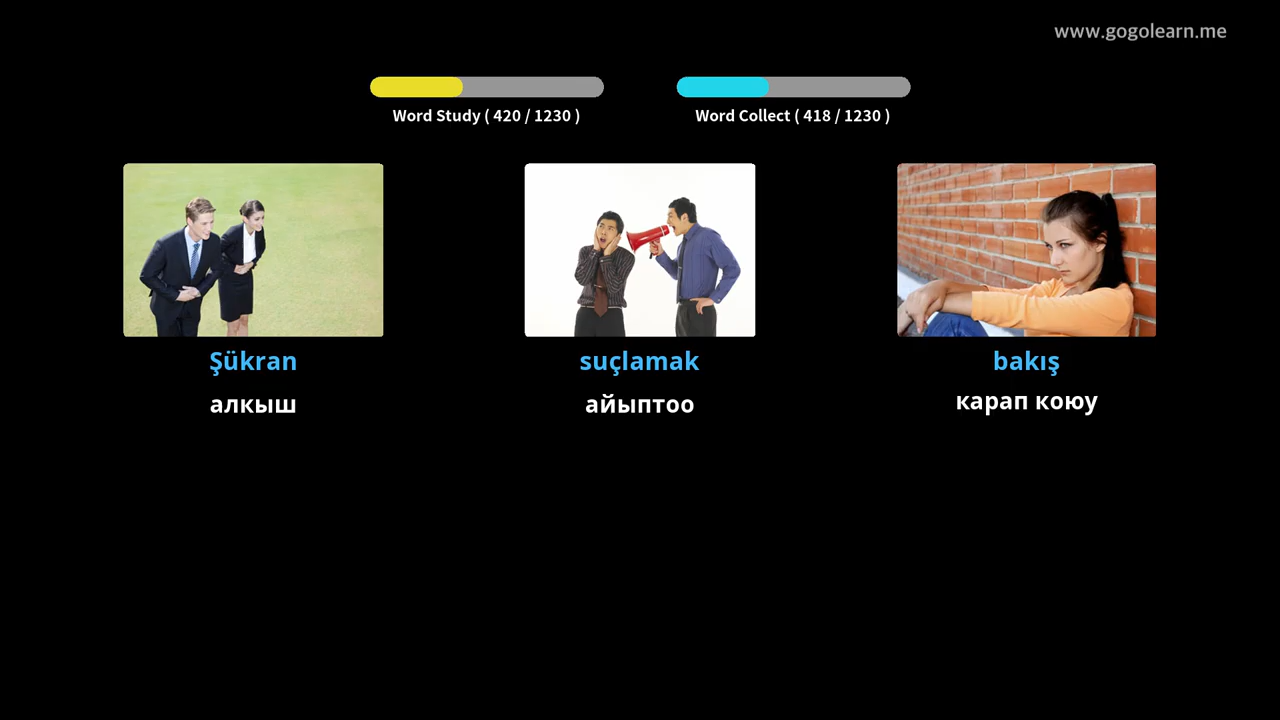 www.gogolearn.me
Word Study ( 420 / 1230 )
Word Collect ( 418 / 1230 )
Şükran
алкыш
suçlamak
айыптоо
bakış
карап коюу